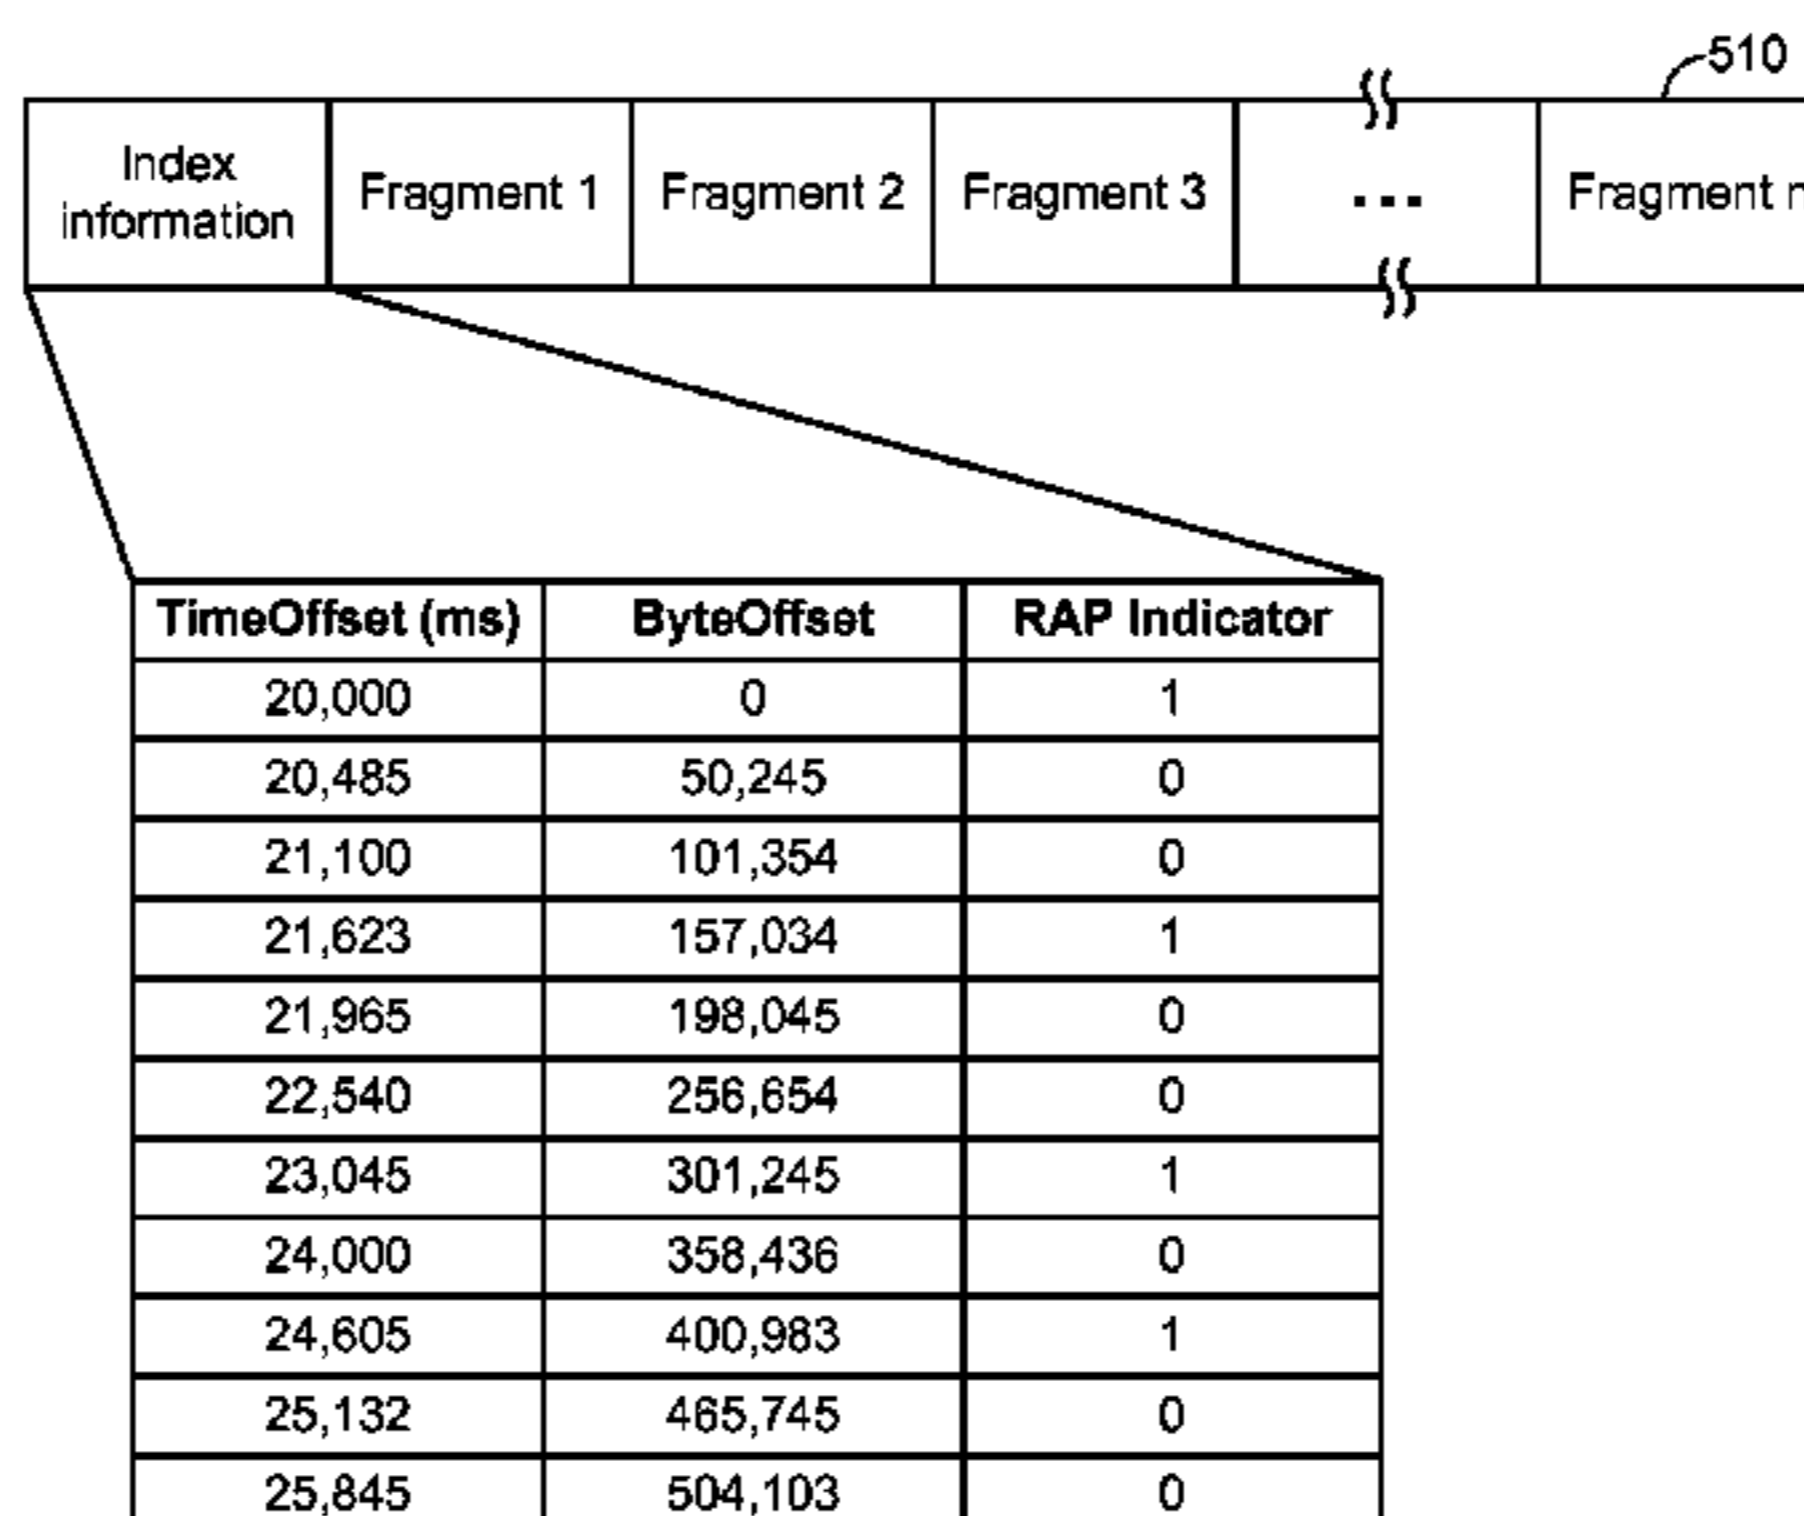 510
Index information
Fragment 1
Fragment 2
Fragment 3
...
Fragment n
TimeOffset (ms) ByteOffset RAP Indicator
20,000 0 1
20,485 50,245 0
21,100 101,354 0
21,623 157,034 1
21,965 198,045 0
22,540 256,654 0
23,045 301,245 1
24,000 358,436 0
24,605 400,983 1
25,132 465,745 0
25,845 504,103 0